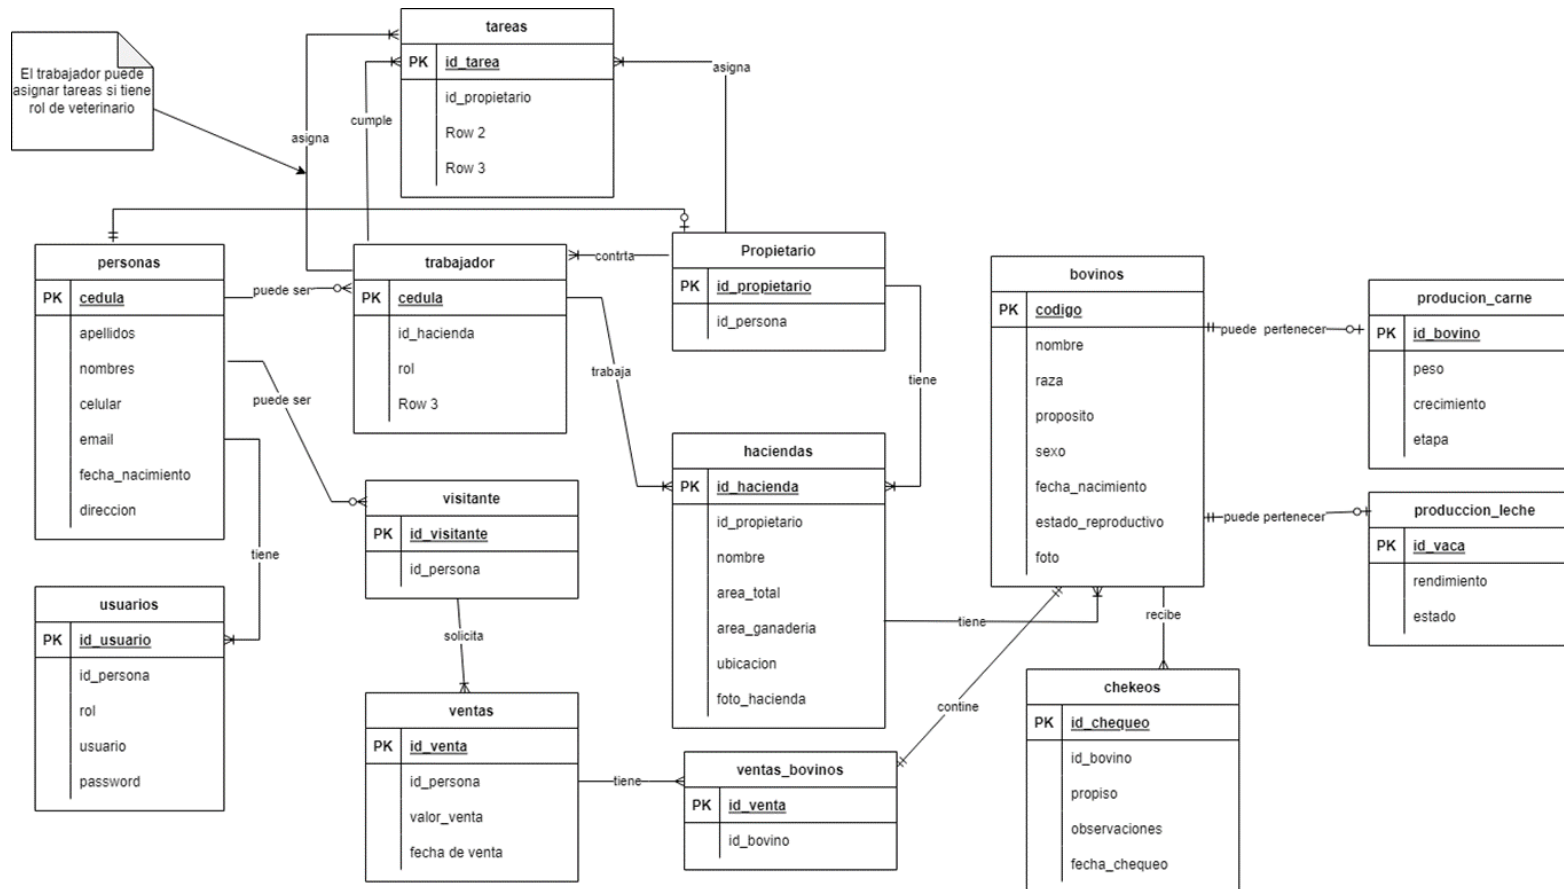 El trabajador puede
asignar tareas si tiene
rol de veterinario
tareas
PK id_tarea
id_propietario
Row 2
Row 3
asigna
cumple
asigna
personas
PK cedula
apellidos
nombres
celular
email
fecha_nacimiento
direccion
puede ser
puede ser
tiene
trabajador
PK cedula
id_hacienda
rol
Row 3
contrta
trabaja
Propietario
PK id_propietario
id_persona
tiene
usuarios
PK id_usuario
id_persona
rol
usuario
password
visitante
PK id_visitante
id_persona
solicita
ventas
PK id_venta
id_persona
valor_venta
fecha de venta
tiene
haciendas
PK id_hacienda
id_propietario
nombre
area_total
area_ganaderia
ubicacion
foto_hacienda
tiene
ventas_bovinos
PK id_venta
id_bovino
contine
bovinos
PK codigo
nombre
raza
proposito
sexo
fecha_nacimiento
estado_reproductivo
foto
puede pertenecer
puede pertenecer
recibe
producion_carne
PK id_bovino
peso
crecimiento
etapa
produccion_leche
PK id_vaca
rendimiento
estado
chekeos
PK id_chequeo
id_bovino
propiso
observaciones
fecha_chequeo